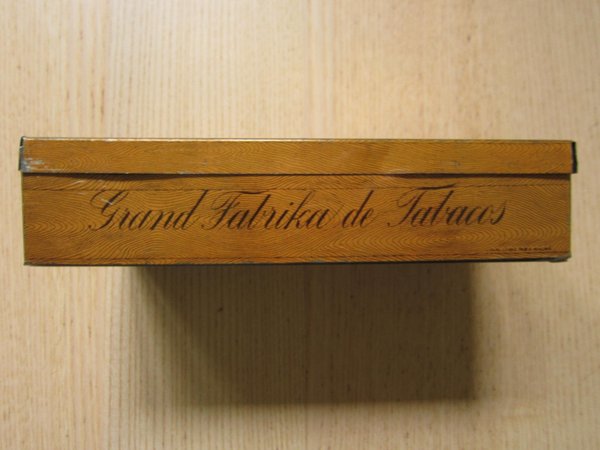 Grand Fabrika de Tabacos